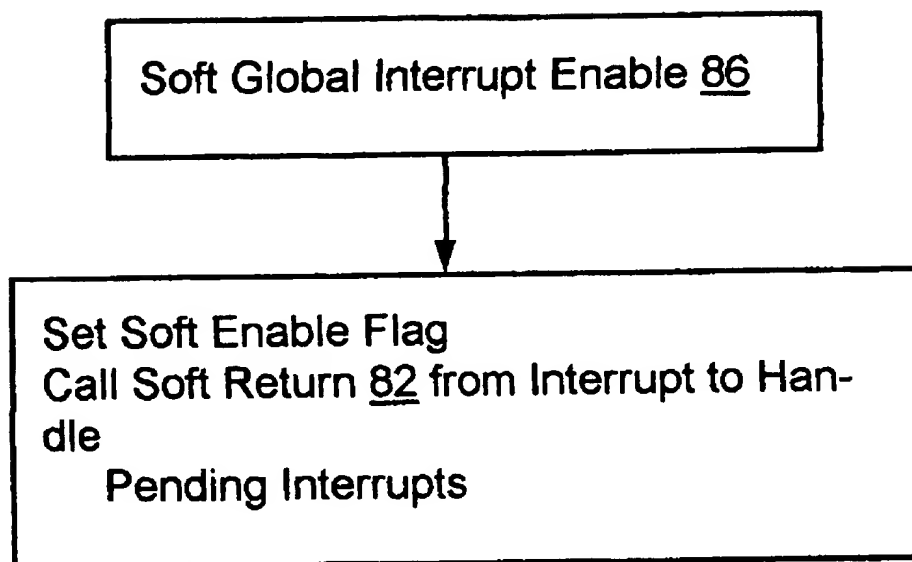 Soft Global Interrupt Enable 86
Set Soft Enable Flag
Call Soft Return 82 from Interrupt to Han-
dle
Pending Interrupts